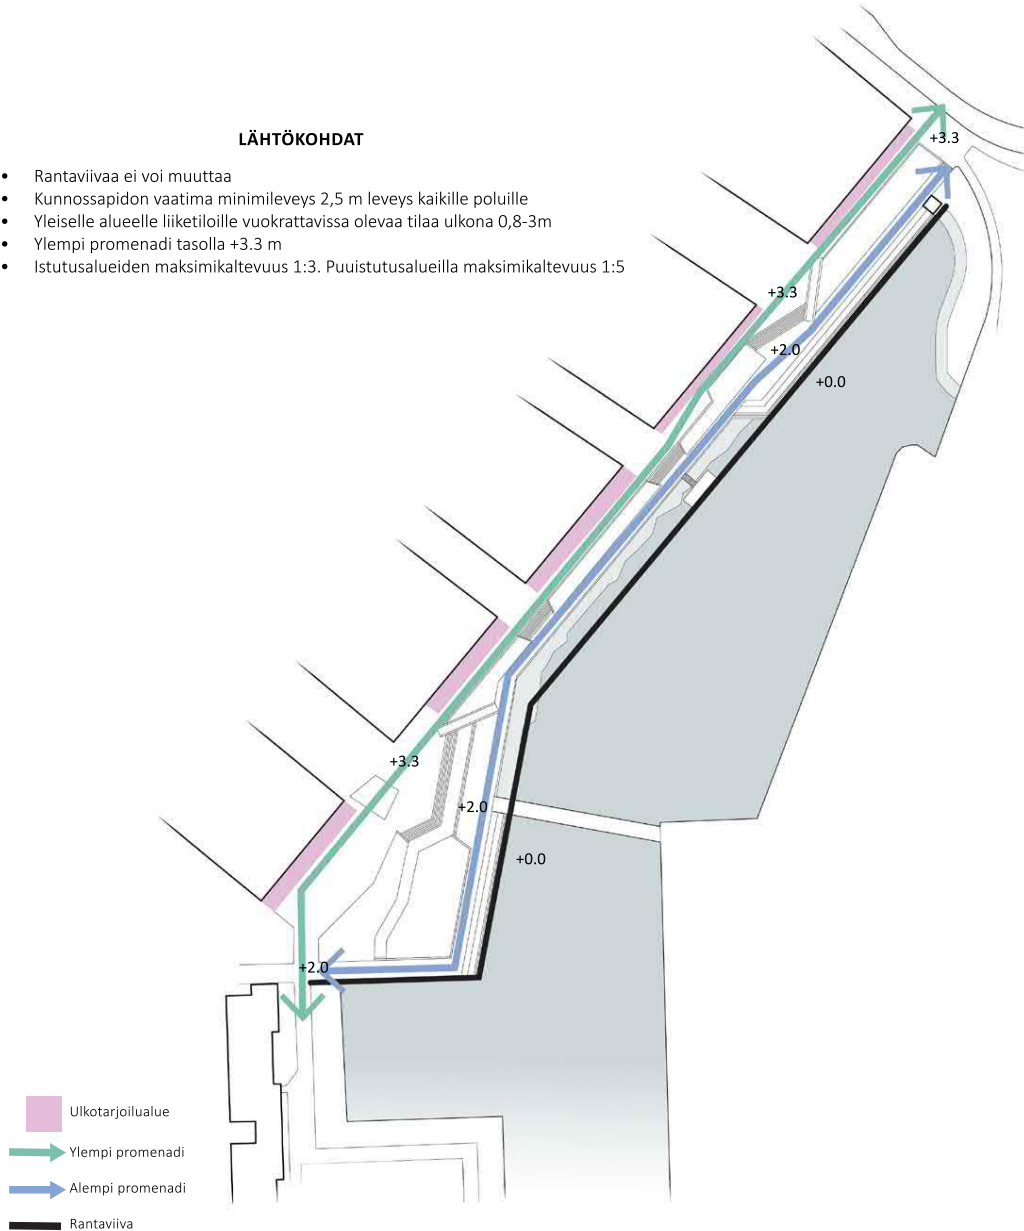 LÄHTÖKOHDAT
• Rantaviivaa ei voi muuttaa
• Kunnossapidon vaatima minimileveys 2,5 m leveys kaikille poluille
• Yleiselle alueelle liiketiloille vuokrattavissa olevaa tilaa ulkona 0,8-3m
• Ylempi promenadi tasolla +3.3 m
• Istutusalueiden maksimikaltevuus 1:3. Puuistutusalueilla maksimikaltevuus 1:5
+3.3
+3.3
+2.0
+0.0
+3.3
+2.0
+0.0
+2.0
Ulkotarjoilualue
Ylempi promenadi
Alempi promenadi
Rantaviiva